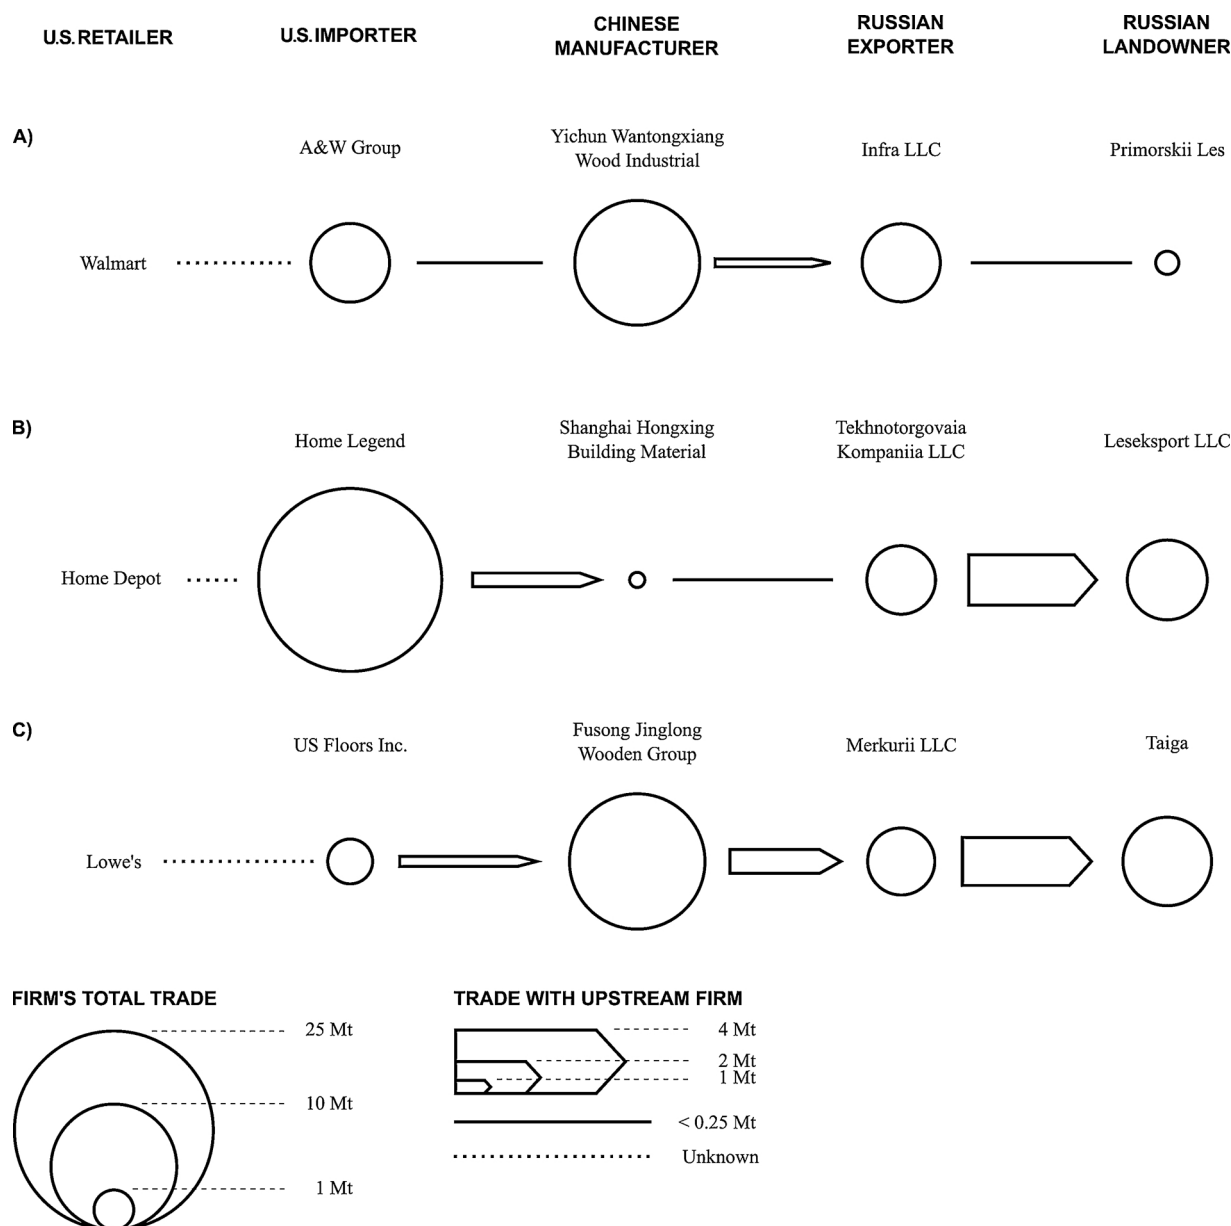 U.S. RETAILER
U.S. IMPORTER
CHINESE
MANUFACTURER
RUSSIAN
EXPORTER
RUSSIAN
LANDOWNER
A)
A&W Group
Yichun Wantongxiang
Wood Industrial
Infra LLC
Primorskii Les
Walmart
B)
Home Legend
Shanghai Hongxing
Building Material
Tekhnotorgovaia
Kompaniia LLC
Leseksport LLC
Home Depot
C)
US Floors Inc.
Fusong Jinglong
Wooden Group
Merkurii LLC
Taiga
Lowe's
FIRM'S TOTAL TRADE
25 Mt
10 Mt
1 Mt
TRADE WITH UPSTREAM FIRM
4 Mt
2 Mt
1 Mt
< 0.25 Mt
Unknown